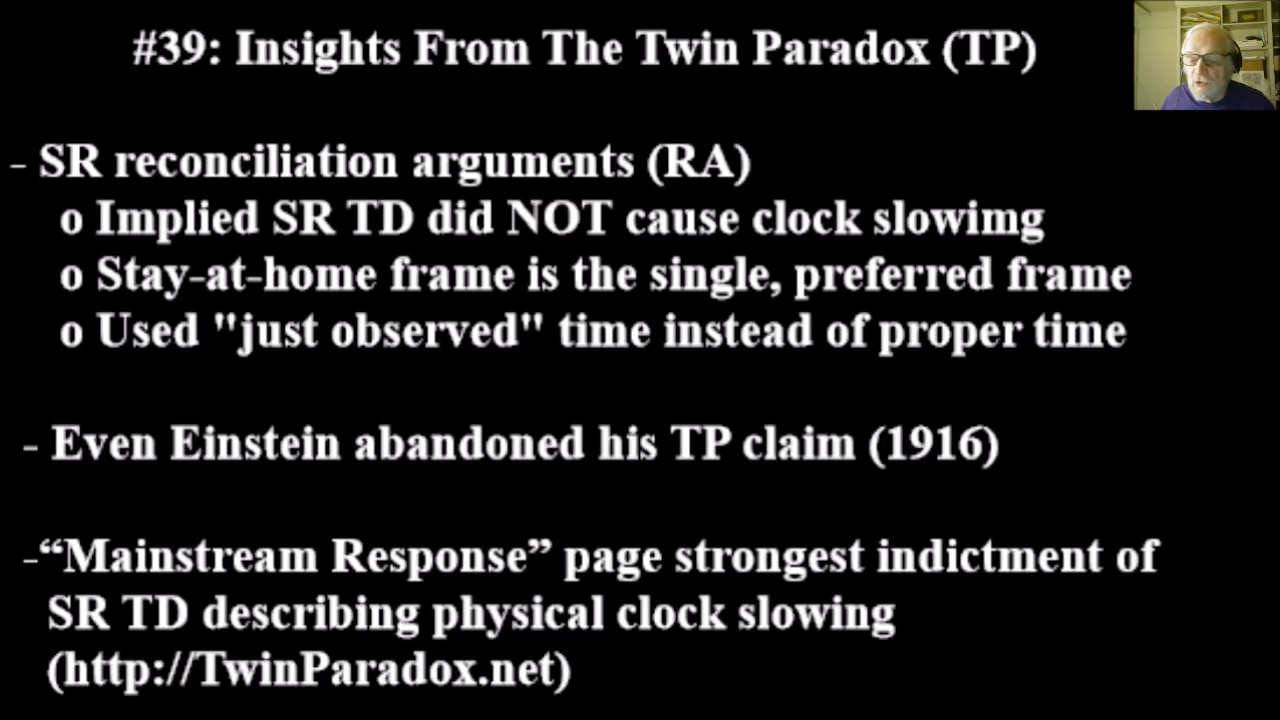 #39: Insights From The Twin Paradox (TP)
- SR reconciliation arguments (RA)
o Implied SR TD did NOT cause clock slowimg
o Stay-at-home frame is the single, preferred frame
o Used "just observed" time instead of proper time
- Even Einstein abandoned his TP claim (1916)
-“Mainstream Response” page strongest indictment of
SR TD describing physical clock slowing
(http://TwinParadox.net)